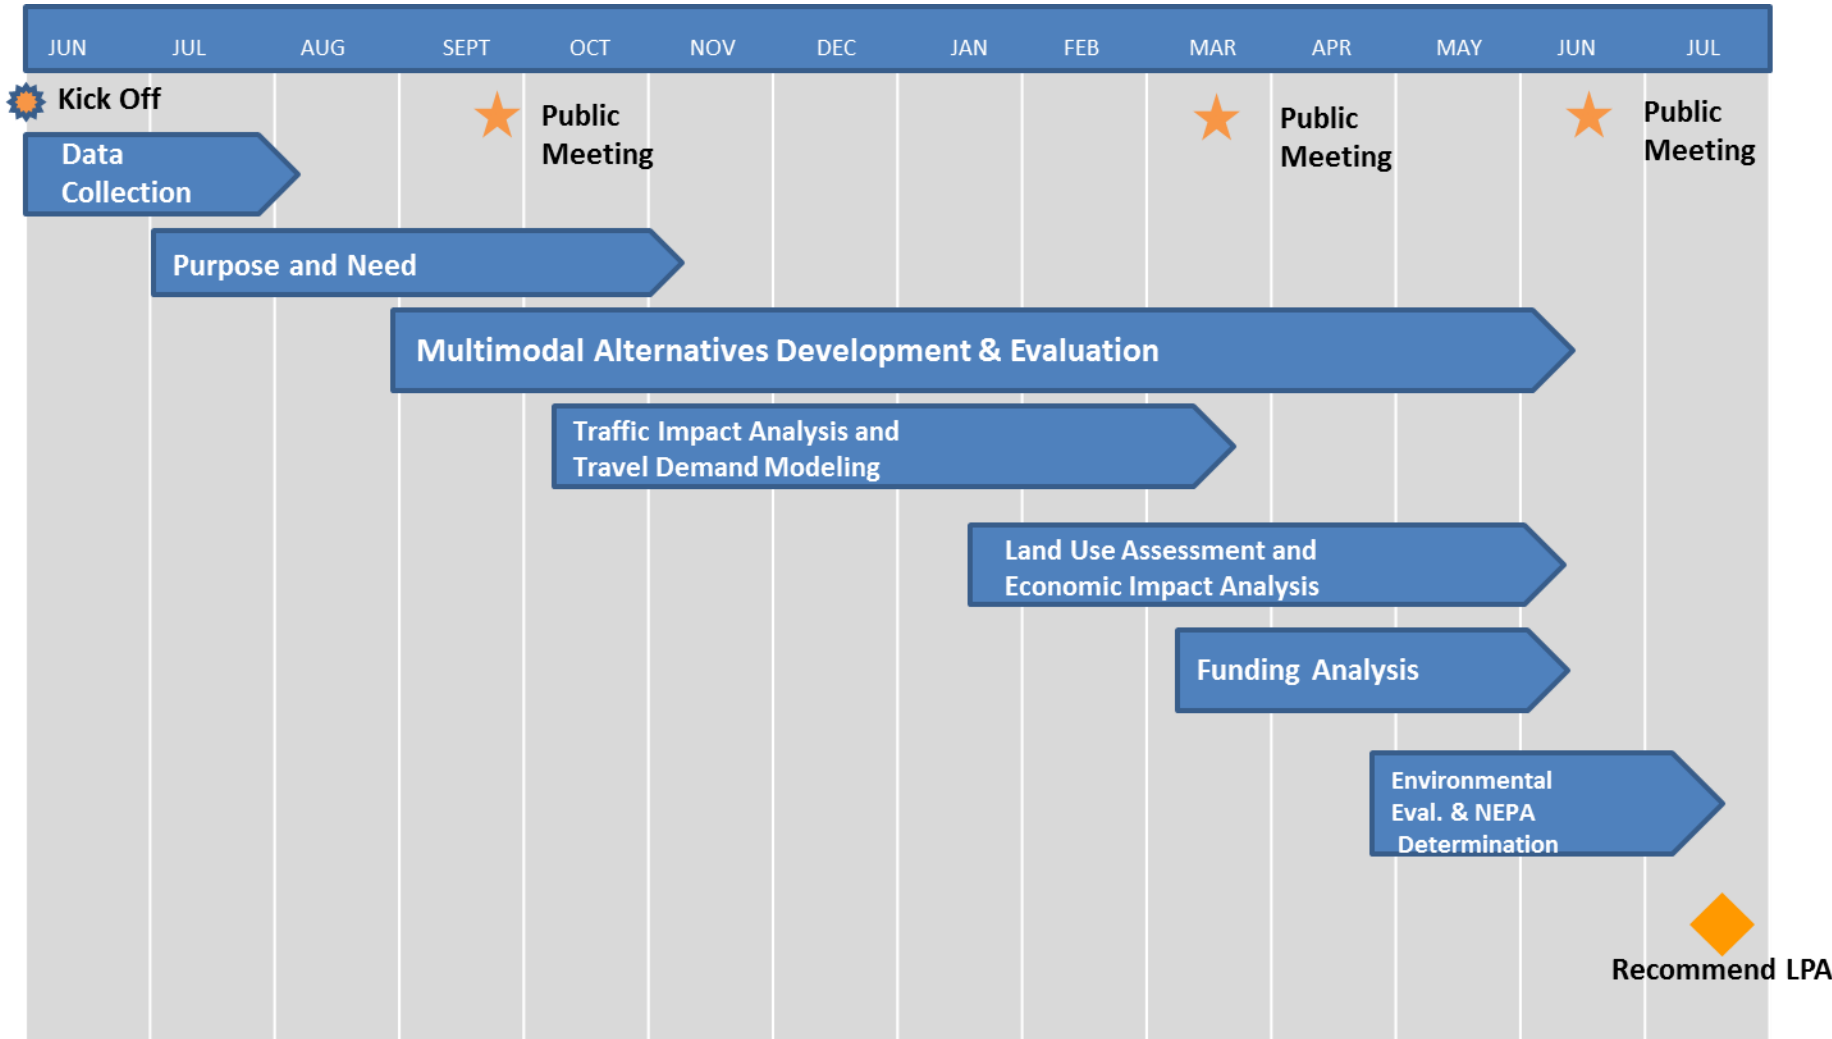 JUN JUL AUG SEPT OCT NOV DEC JAN FEB MAR APR MAY JUN JUL
Kick Off
Public
Meeting
Public
Meeting
Public
Meeting
Data
Collection
Purpose and Need
Multimodal Alternatives Development & Evaluation
Traffic Impact Analysis and
Travel Demand Modeling
Land Use Assessment and
Economic Impact Analysis
Funding Analysis
Environmental
Eval. & NEPA
Determination
Recommend LPA